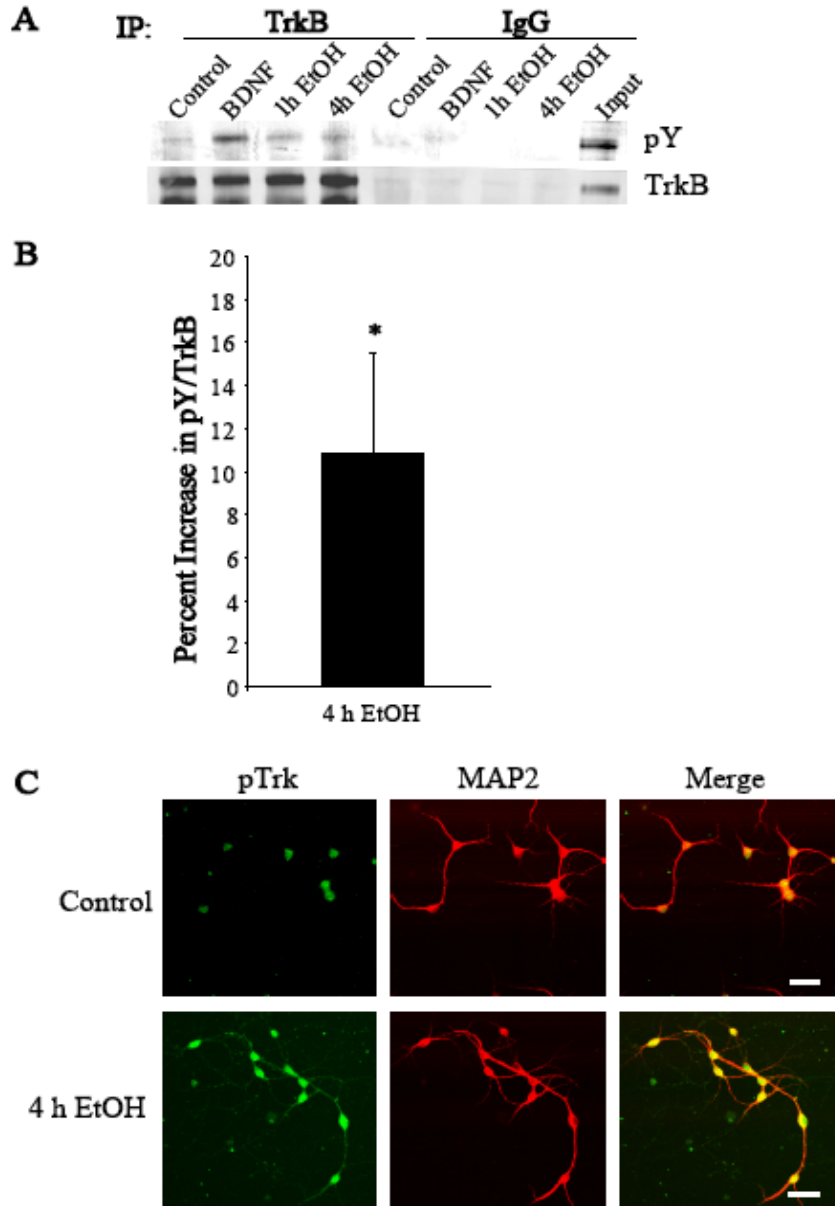 A
IP: TrkB IgG
Control BDNF 1h EtOH 4h EtOH Control BDNF 1h EtOH 4h EtOH Input
pY
TrkB
B
Percent Increase in pY/TrkB
20
18
16
14
12
10
8
6
4
2
0
*
4 h EtOH
C
pTrk MAP2 Merge
Control
4 h EtOH